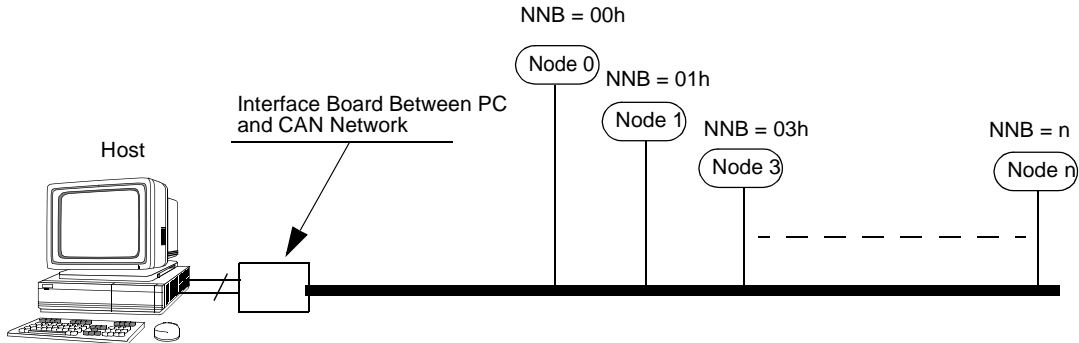 NNB = 00h
Node 0
NNB = 01h
Interface Board Between PC
and CAN Network
Node 1
NNB = 03h
NNB = n
Host
Node 3
Node n